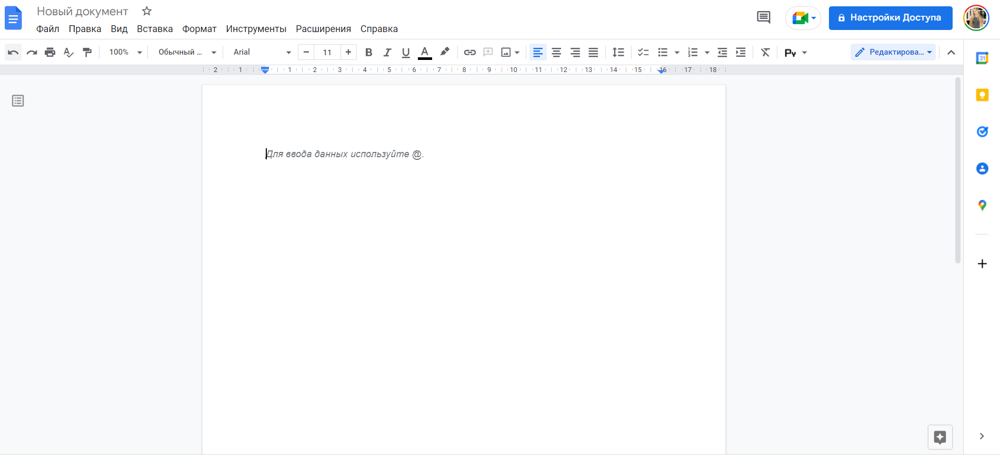 Новый документ
Файл Правка Вид Вставка Формат Инструменты Расширения Справка
Настройки Доступа
100% Обычный ... Arial 11 B I U A Ру Редактирова...
2 1 1 2 3 4 5 6 7 8 9 10 11 12 13 14 15 16 17 18
31
Для ввода данных используйте @.